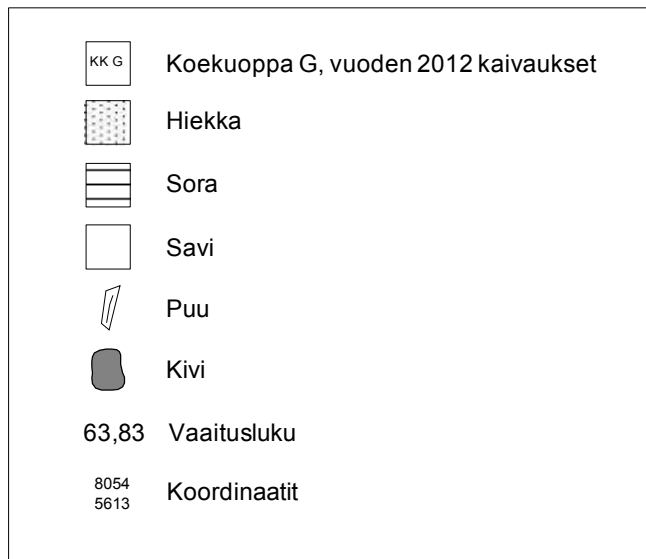 KK G Koekuoppa G, vuoden 2012 kaivaukset
Hiekka
Sora
Savi
Puu
Kivi
63,83 Vaaitusluku
8054
5613 Koordinaatit